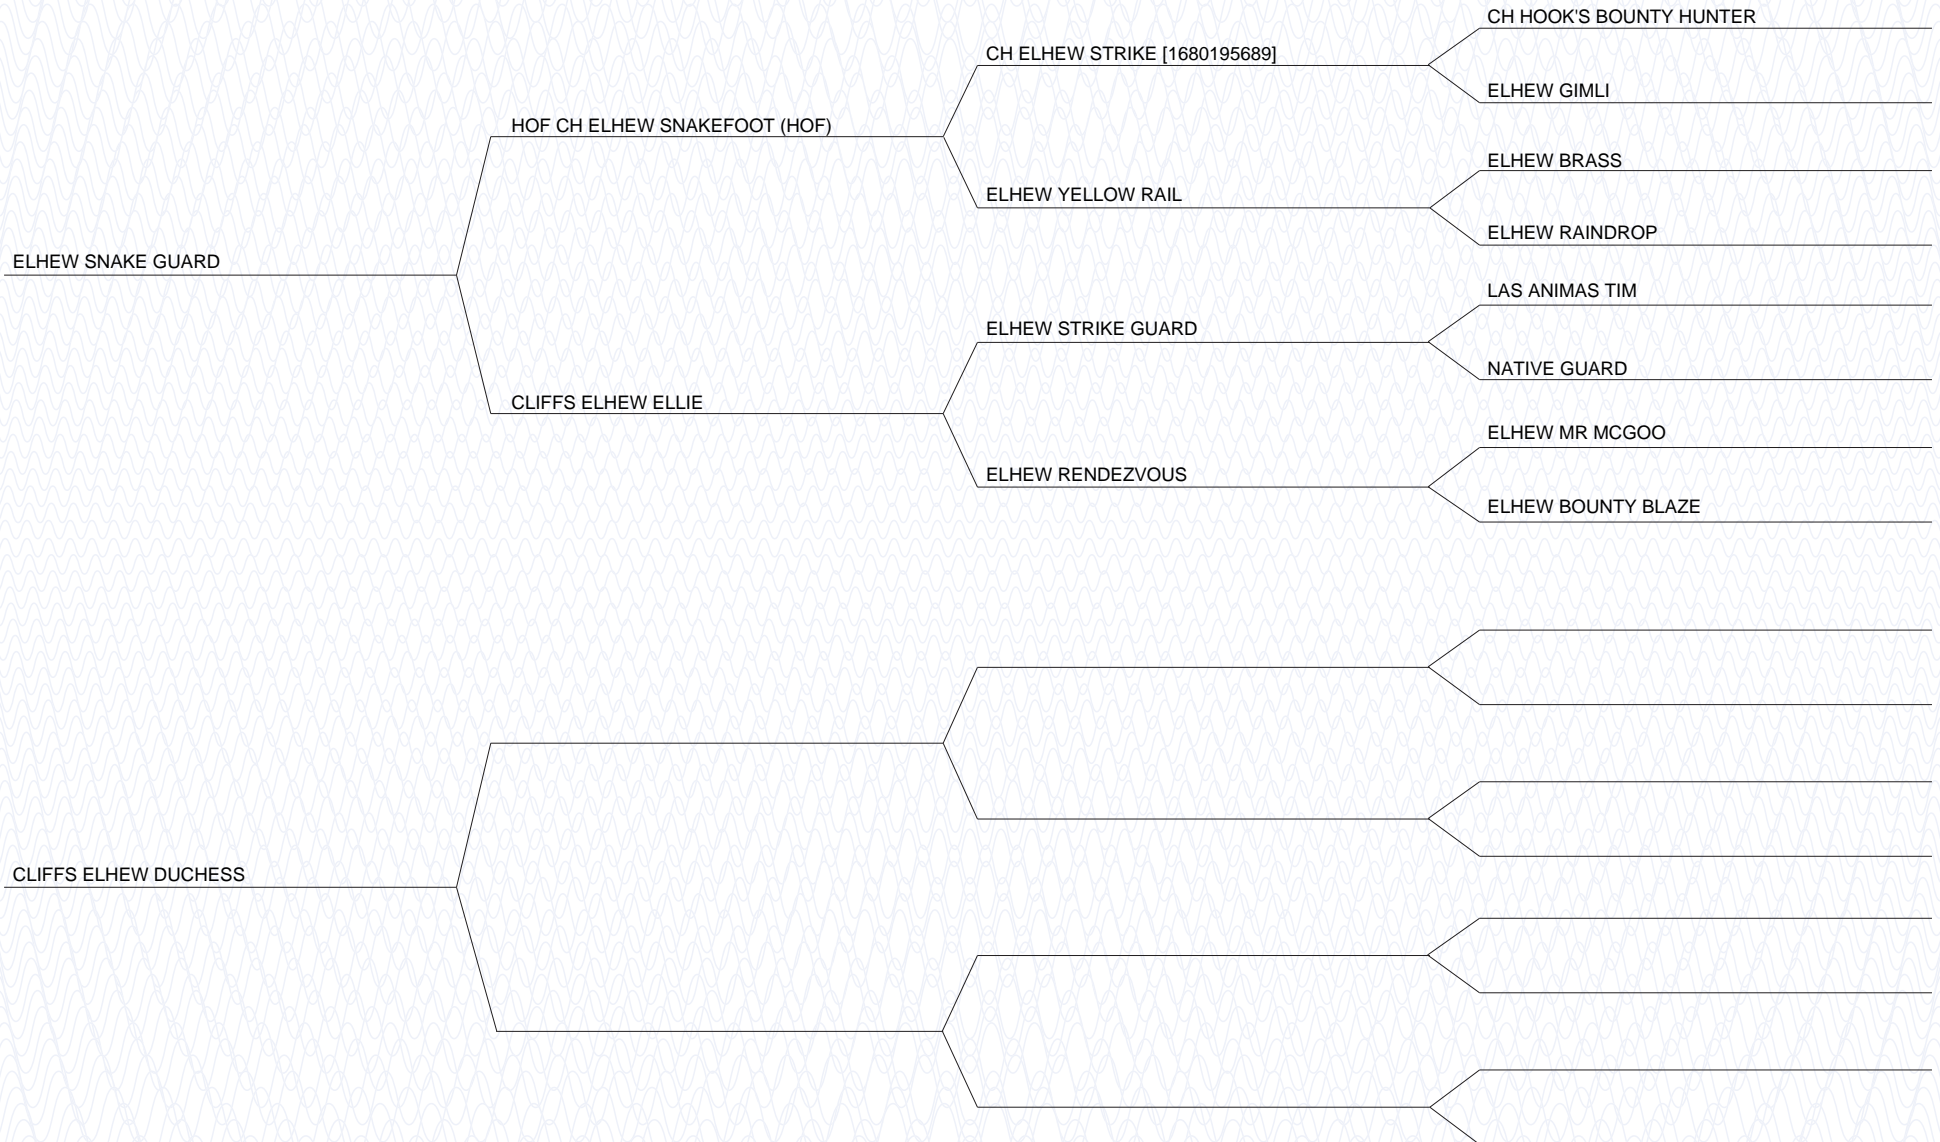 CH HOOK'S BOUNTY HUNTER
CH ELHEW STRIKE [1680195689]
ELHEW GIMLI
HOF CH ELHEW SNAKEFOOT (HOF)
ELHEW BRASS
ELHEW YELLOW RAIL
ELHEW RAINDROP
ELHEW SNAKE GUARD
LAS ANIMAS TIM
ELHEW STRIKE GUARD
NATIVE GUARD
CLIFFS ELHEW ELLIE
ELHEW MR MCGOO
ELHEW RENDEZVOUS
ELHEW BOUNTY BLAZE
CLIFFS ELHEW DUCHESS